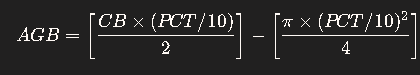 AGB = [CB × (PCT/10) / 2] − [π × (PCT/10)² / 4]